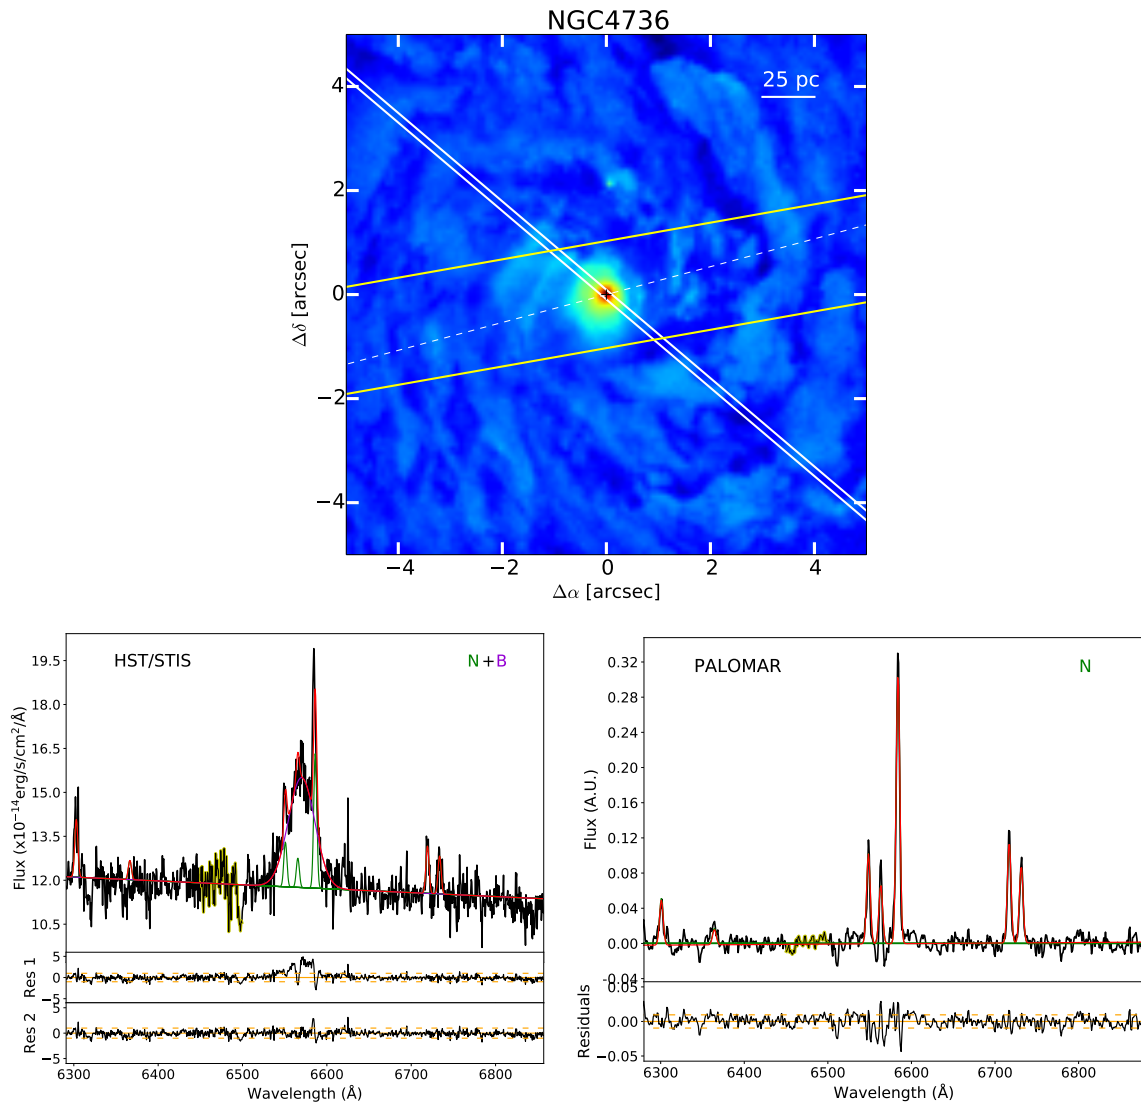 NGC4736
25 pc
4
2
0
−2
−4
Δδ [arcsec]
−4 −2 0 2 4
Δα [arcsec]
HST/STIS N+B
19.5
18.0
16.5
15.0
13.5
12.0
10.5
Flux (x10⁻¹⁴erg/s/cm²/Å)
5
0
−5
Res 1
5
0
−5
Res 2
6300 6400 6500 6600 6700 6800
Wavelength (Å)
PALOMAR N
0.32
0.28
0.24
0.20
0.16
0.12
0.08
0.04
0.00
−0.04
Flux (A.U.)
0.05
0.00
−0.05
Residuals
6300 6400 6500 6600 6700 6800
Wavelength (Å)